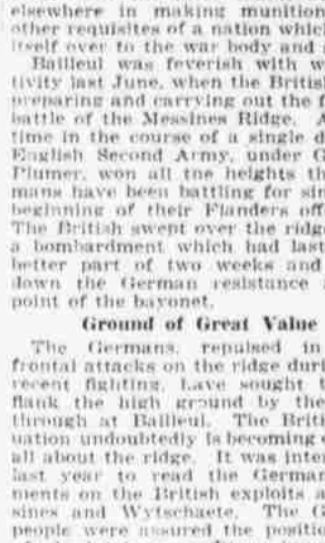 elsewhere in making munition
other requisites of a nation which
itself over to the war body and
Bailleul was feverish with w
tivity last June, when the British
preparing and carrying out the f
battle of the Messines Ridge. A
time in the course of a single d
English Second Army, under G
Plumer, won all tne heights th
mans have been battling for sin
beginning of their Flanders off
The British swept over the ridge
a bombardment which had last
better part of two weeks and
down the German resistance
point of the bayonet.
Ground of Great Value
The Germans, repulsed in
frontal attacks on the ridge duri
recent fighting, have sought t
flank the high ground by the
through at Bailleul. The Briti
uation undoubtedly is becoming
all about the ridge. It was inter
last year to read the German
ments on the British exploits a
sines and Wytschaete. The G
people were assured the position